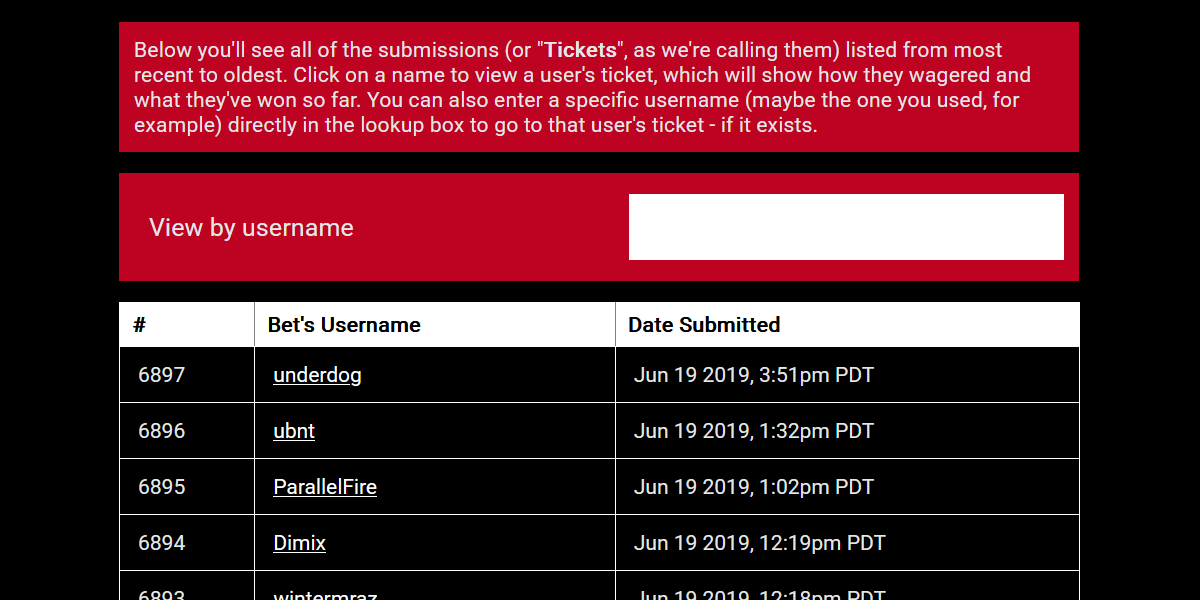 Below you'll see all of the submissions (or "Tickets", as we're calling them) listed from most
recent to oldest. Click on a name to view a user's ticket, which will show how they wagered and
what they've won so far. You can also enter a specific username (maybe the one you used, for
example) directly in the lookup box to go to that user's ticket - if it exists.
View by username
# Bet's Username Date Submitted
6897 underdog Jun 19 2019, 3:51pm PDT
6896 ubnt Jun 19 2019, 1:32pm PDT
6895 ParallelFire Jun 19 2019, 1:02pm PDT
6894 Dimix Jun 19 2019, 12:19pm PDT
6893 wintermraz Jun 19 2019, 12:18pm PDT